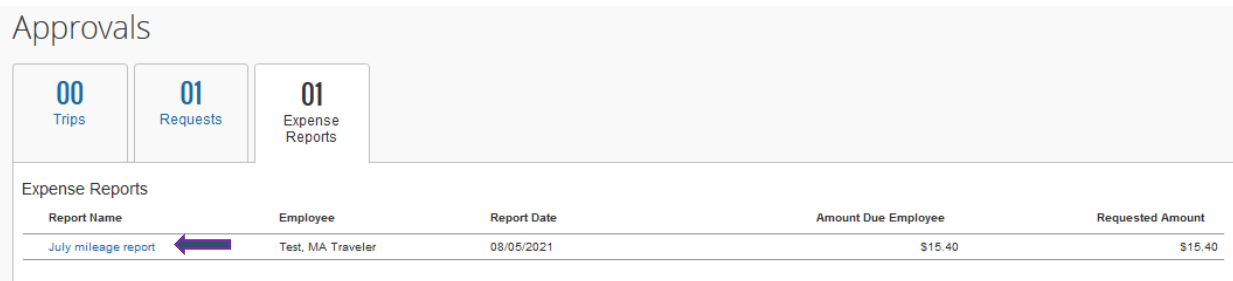 Approvals
00 01 01
Trips Requests Expense
Reports
Expense Reports
Report Name Employee Report Date Amount Due Employee Requested Amount
July mileage report Test, MA Traveler 08/05/2021 $15.40 $15.40